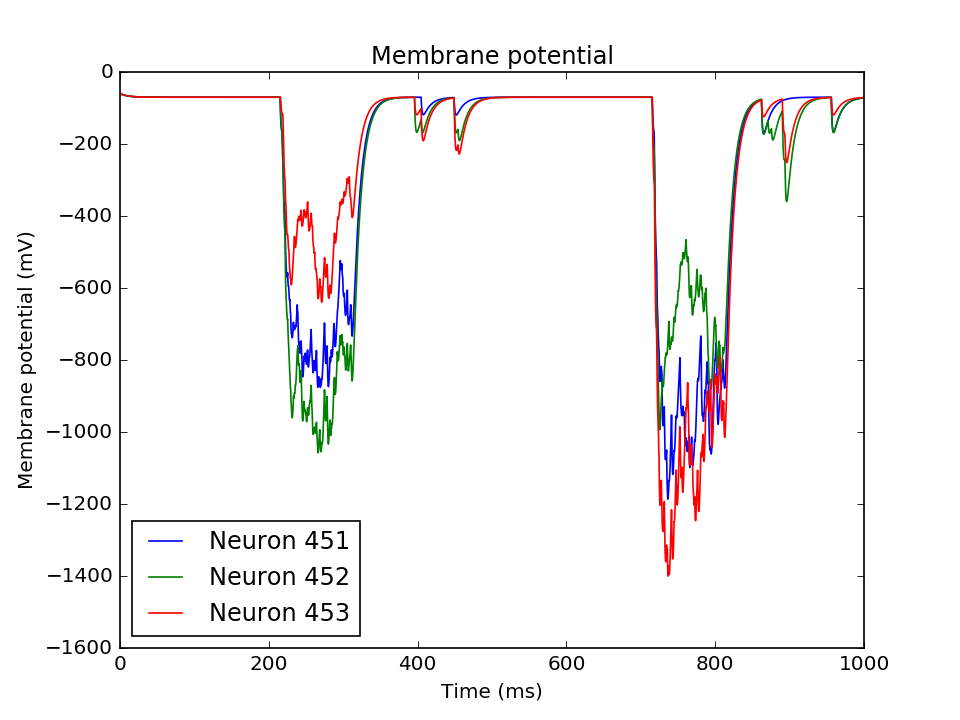 Membrane potential
Membrane potential (mV)
0
−200
−400
−600
−800
−1000
−1200
−1400
−1600
Neuron 451
Neuron 452
Neuron 453
0 200 400 600 800 1000
Time (ms)